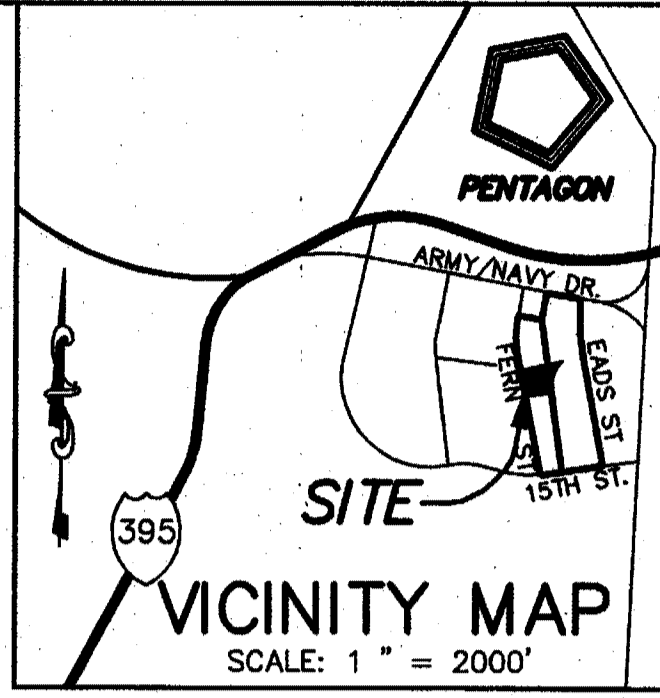 PENTAGON
ARMY/NAVY DR.
FERN ST
EADS ST
15TH ST.
SITE
395
VICINITY MAP
SCALE: 1 " = 2000'